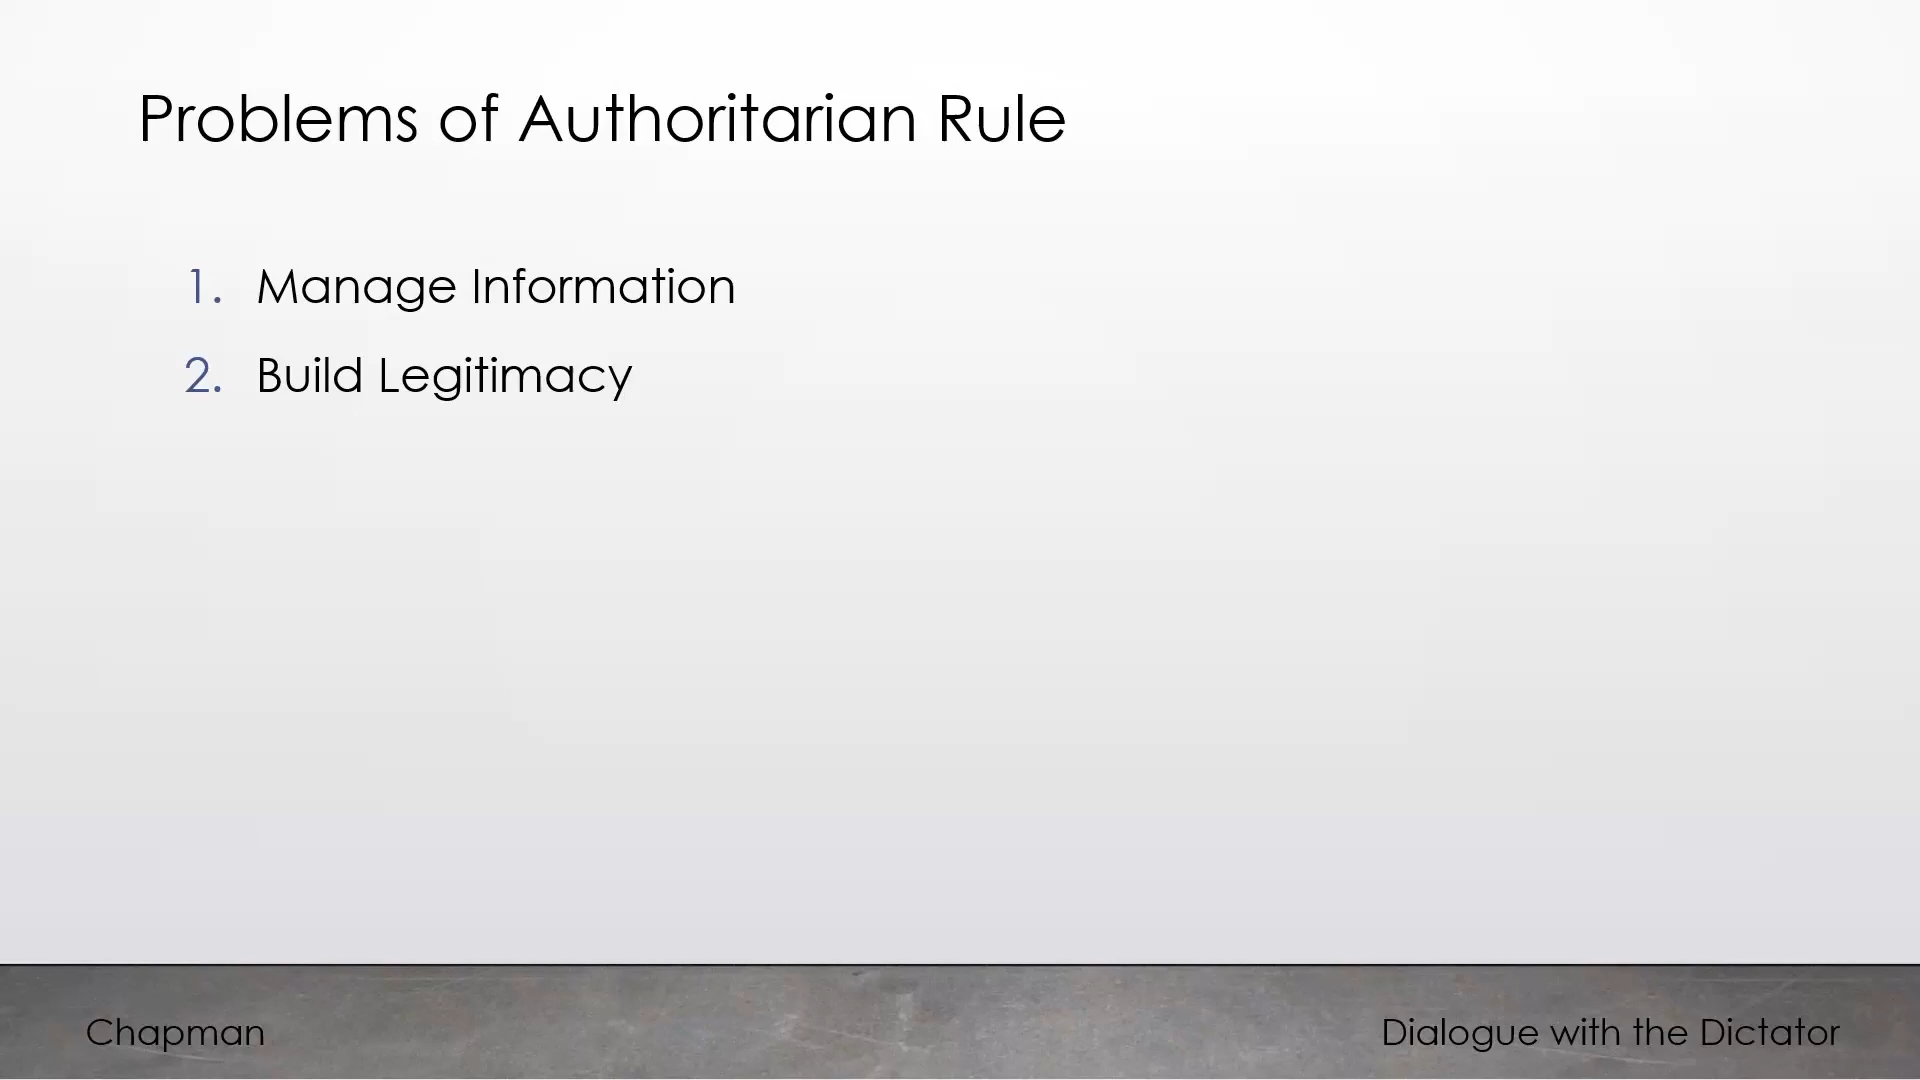 Problems of Authoritarian Rule
1. Manage Information
2. Build Legitimacy
Chapman
Dialogue with the Dictator